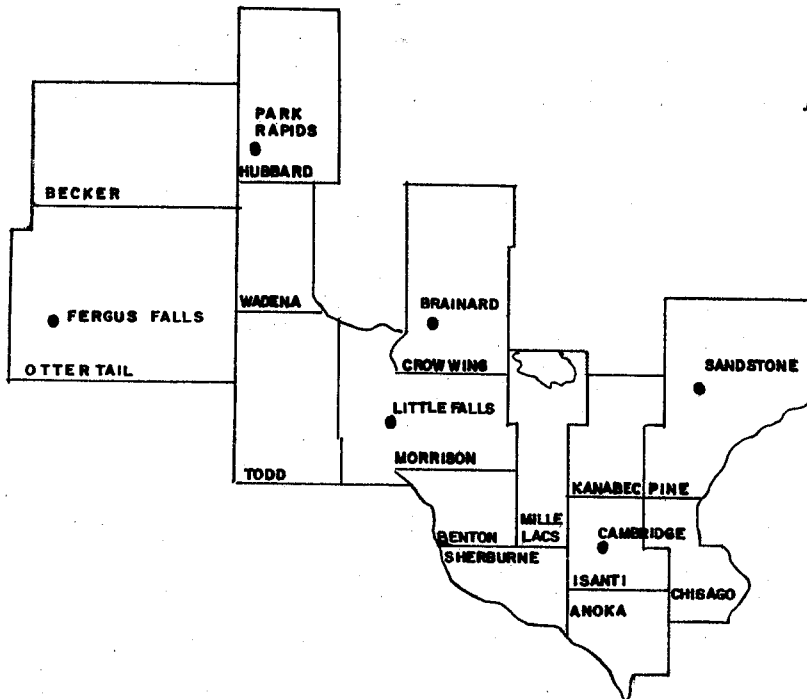 PARK
RAPIDS
HUBBARD
BECKER
WADENA
BRAINARD
FERGUS FALLS
OTTER TAIL
CROW WING
SANDSTONE
LITTLE FALLS
MORRISON
TODD
KANABEC
PINE
MILLE
LACS
BENTON
CAMBRIDGE
SHERBURNE
ISANTI
CHISAGO
ANOKA